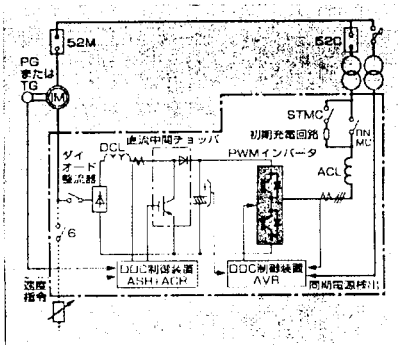 52M
PG
または
TG
IM
STMC
初期充電回路
RN
MC
直流中間チョッパ
PWMインバータ
ダイ
オード
整流器
DCL
ACL
6
DDC制御装置
ASR+ACR
DDC制御装置
AVR
同期電源検出
速度
指令